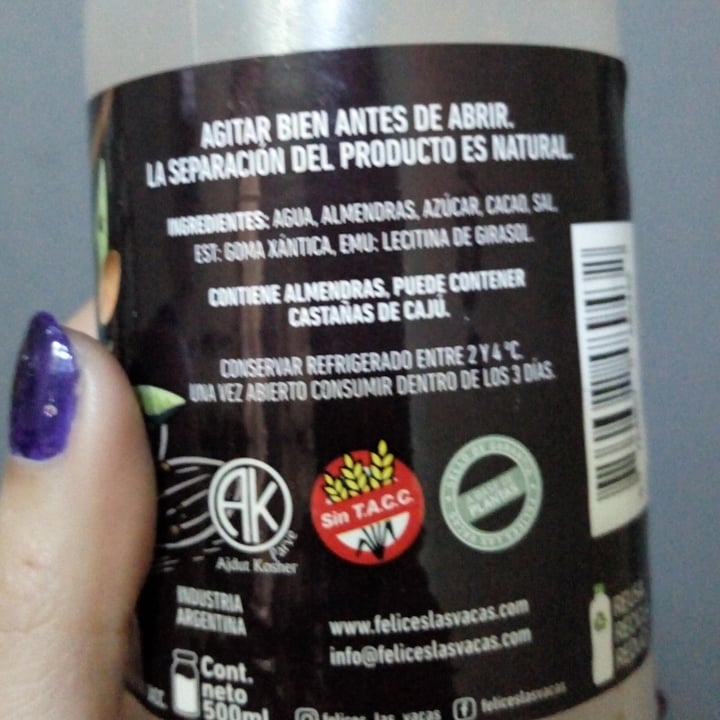 AGITAR BIEN ANTES DE ABRIR.
LA SEPARACIÓN DEL PRODUCTO ES NATURAL.
INGREDIENTES: AGUA, ALMENDRAS, AZÚCAR, CACAO, SAL,
EST: GOMA XÁNTICA, EMU: LECITINA DE GIRASOL.
CONTIENE ALMENDRAS, PUEDE CONTENER
CASTAÑAS DE CAJÚ.
CONSERVAR REFRIGERADO ENTRE 2 Y 4 °C.
UNA VEZ ABIERTO CONSUMIR DENTRO DE LOS 3 DÍAS.
AK
Parve
Ajdut Kosher
Sin T.A.C.C.
PLANTAS
INDUSTRIA
ARGENTINA
www.feliceslasvacas.com
info@feliceslasvacas.com
Cont.
neto
500ml
felices_las_vacas
feliceslasvacas